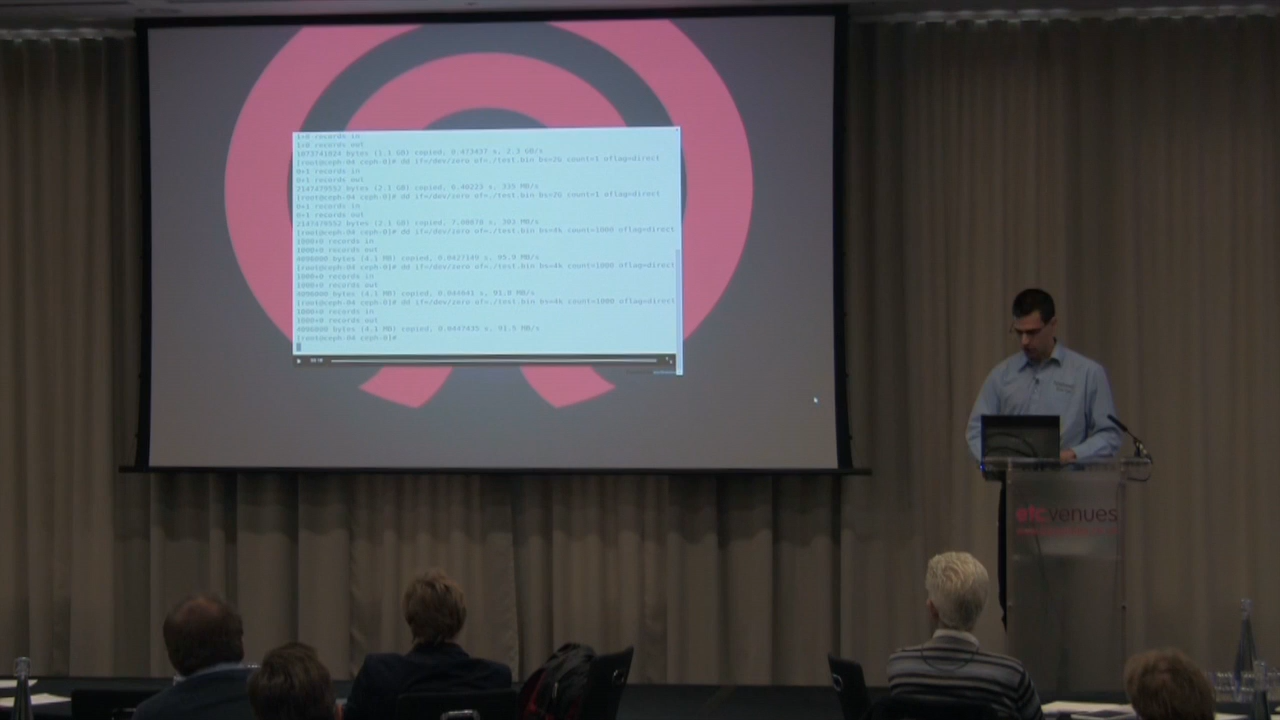 1+0 records in
1+0 records out
1073741824 bytes (1.1 GB) copied, 0.473437 s, 2.3 GB/s
[root@ceph-04 ceph-0]# dd if=/dev/zero of=./test.bin bs=2G count=1 oflag=direct
0+1 records in
0+1 records out
2147479552 bytes (2.1 GB) copied, 6.40223 s, 335 MB/s
[root@ceph-04 ceph-0]# dd if=/dev/zero of=./test.bin bs=2G count=1 oflag=direct
0+1 records in
0+1 records out
2147479552 bytes (2.1 GB) copied, 7.00878 s, 303 MB/s
[root@ceph-04 ceph-0]# dd if=/dev/zero of=./test.bin bs=4k count=1000 oflag=direct
1000+0 records in
1000+0 records out
4096000 bytes (4.1 MB) copied, 0.0427149 s, 95.9 MB/s
[root@ceph-04 ceph-0]# dd if=/dev/zero of=./test.bin bs=4k count=1000 oflag=direct
1000+0 records in
1000+0 records out
4096000 bytes (4.1 MB) copied, 0.044641 s, 91.8 MB/s
[root@ceph-04 ceph-0]# dd if=/dev/zero of=./test.bin bs=4k count=1000 oflag=direct
1000+0 records in
1000+0 records out
4096000 bytes (4.1 MB) copied, 0.0447435 s, 91.5 MB/s
[root@ceph-04 ceph-0]#
etcvenues